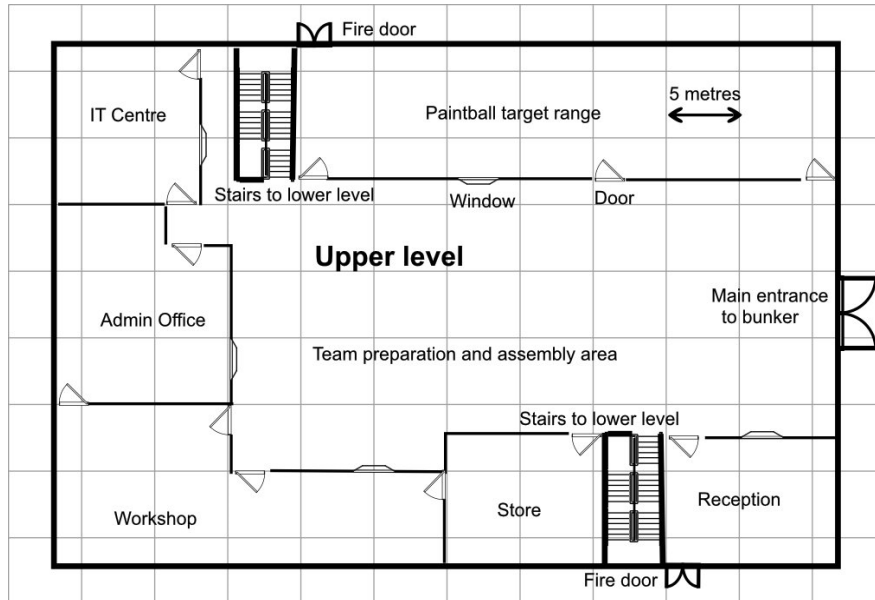 Fire door
5 metres
IT Centre
Paintball target range
Stairs to lower level
Window
Door
Upper level
Main entrance
to bunker
Admin Office
Team preparation and assembly area
Stairs to lower level
Workshop
Store
Reception
Fire door